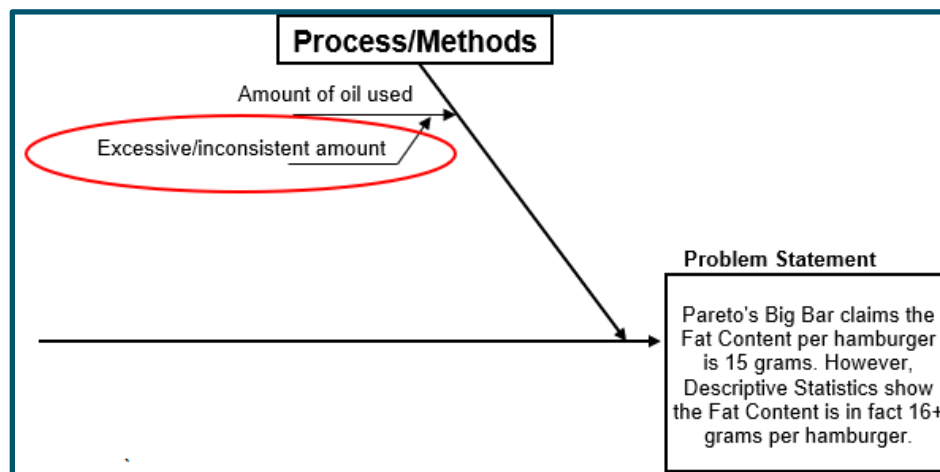 Process/Methods
Amount of oil used
Excessive/inconsistent amount
Problem Statement
Pareto's Big Bar claims the
Fat Content per hamburger
is 15 grams. However,
Descriptive Statistics show
the Fat Content is in fact 16+
grams per hamburger.